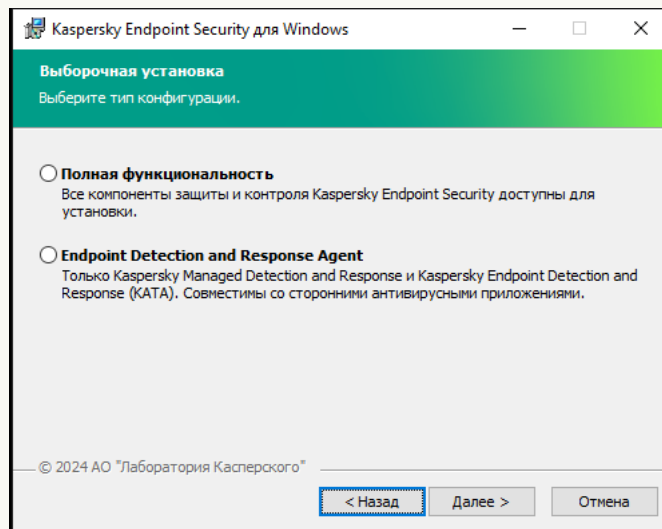 Kaspersky Endpoint Security для Windows
Выборочная установка
Выберите тип конфигурации.
Полная функциональность
Все компоненты защиты и контроля Kaspersky Endpoint Security доступны для
установки.
Endpoint Detection and Response Agent
Только Kaspersky Managed Detection and Response и Kaspersky Endpoint Detection and
Response (KATA). Совместимы со сторонними антивирусными приложениями.
© 2024 АО "Лаборатория Касперского"
< Назад Далее > Отмена